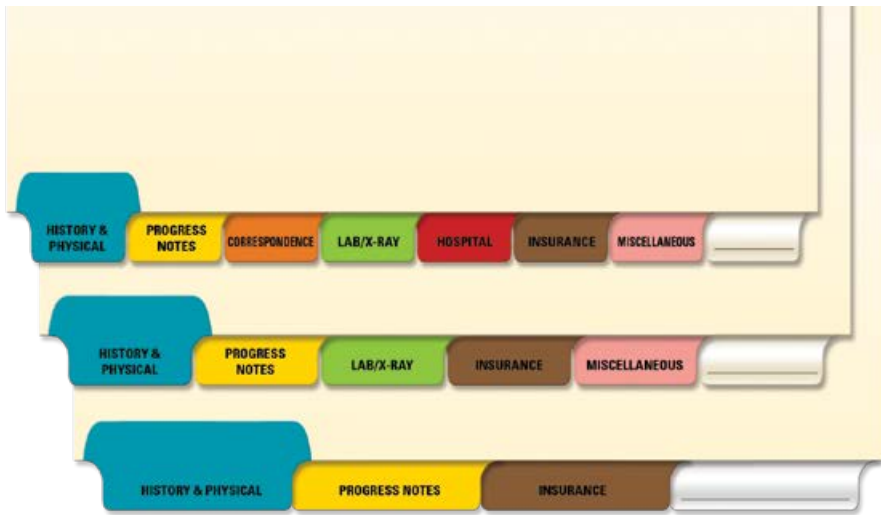 HISTORY &
PHYSICAL
PROGRESS
NOTES
CORRESPONDENCE
LAB/X-RAY
HOSPITAL
INSURANCE
MISCELLANEOUS
HISTORY &
PHYSICAL
PROGRESS
NOTES
LAB/X-RAY
INSURANCE
MISCELLANEOUS
HISTORY & PHYSICAL
PROGRESS NOTES
INSURANCE